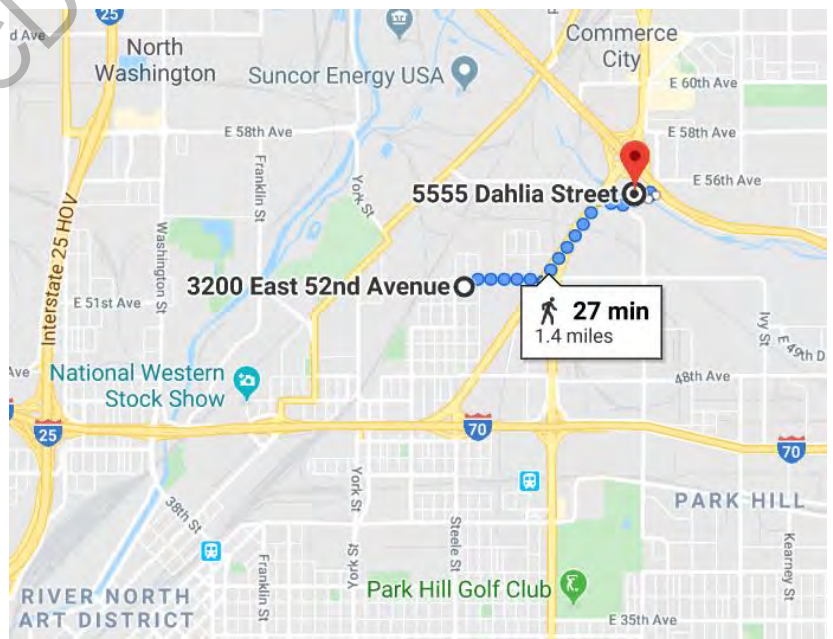 25
d Ave
North
Washington
Suncor Energy USA
Commerce
City
E 60th Ave
E 58th Ave
E 58th Ave
Franklin St
York St
E 56th Ave
5555 Dahlia Street
Interstate 25 HOV
Washington St
3200 East 52nd Avenue
E 51st Ave
27 min
1.4 miles
Ivy St
E 49th D
Ave
National Western
Stock Show
48th Ave
25
70
70
38th St
York St
York St
Franklin St
Steele St
PARK HILL
Kearney St
Park Hill Golf Club
RIVER NORTH
ART DISTRICT
E 35th Ave